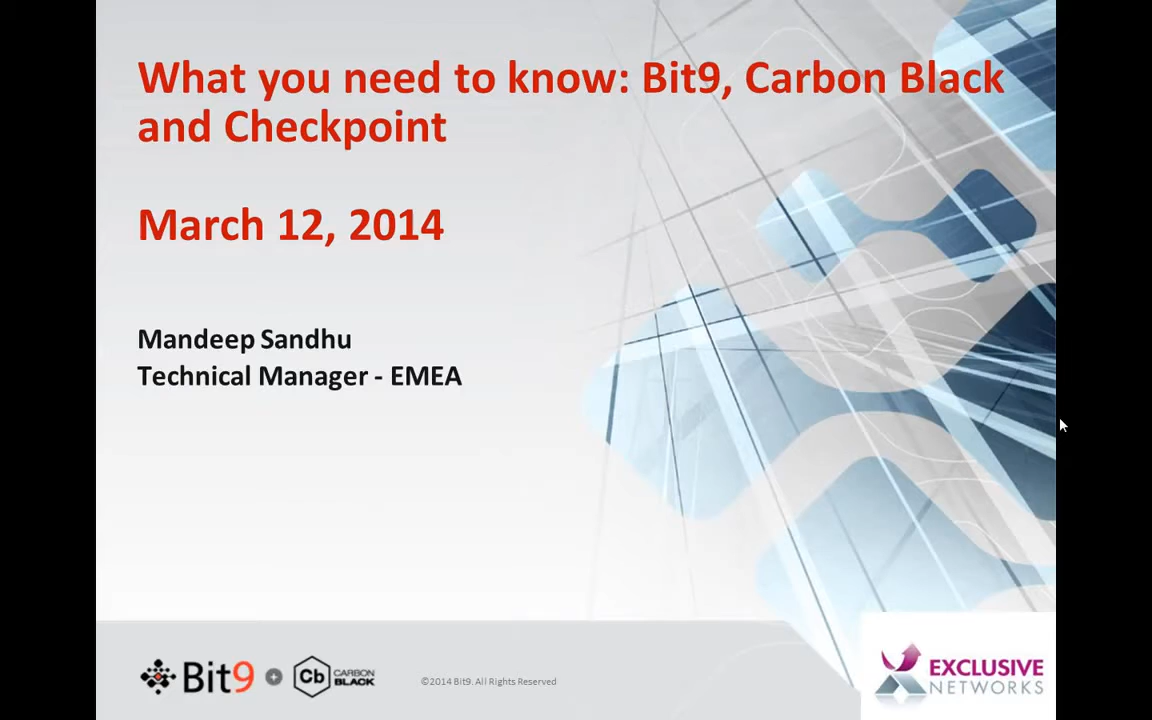 What you need to know: Bit9, Carbon Black
and Checkpoint
March 12, 2014
Mandeep Sandhu
Technical Manager - EMEA
Bit9 + Cb CARBON BLACK
©2014 Bit9. All Rights Reserved
EXCLUSIVE
NETWORKS